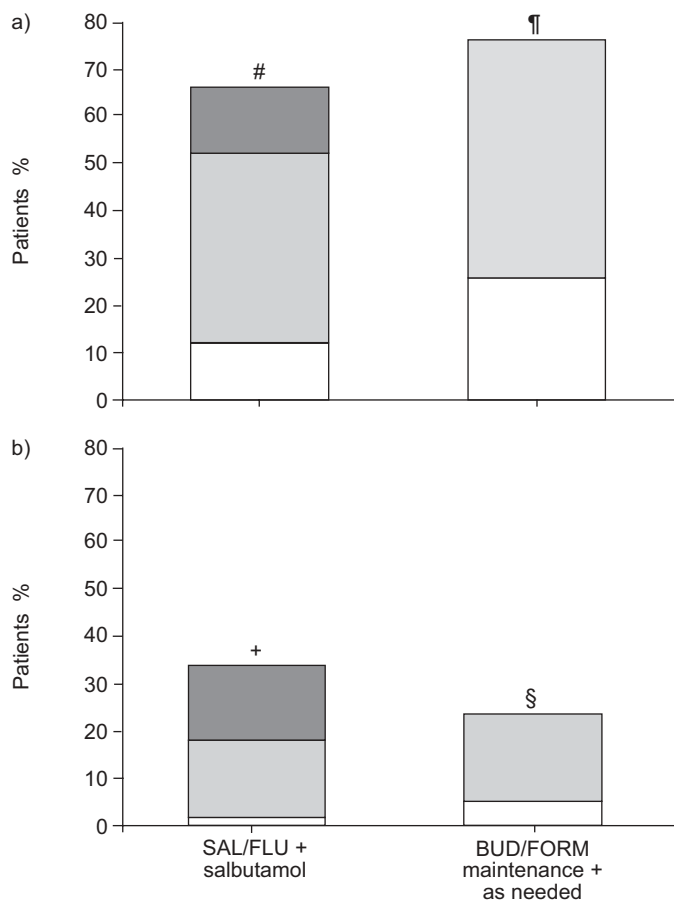 a)
80
70
60
50
40
30
20
10
0
Patients %
#
¶
b)
80
70
60
50
40
30
20
10
0
Patients %
+
§
SAL/FLU +
salbutamol
BUD/FORM
maintenance +
as needed